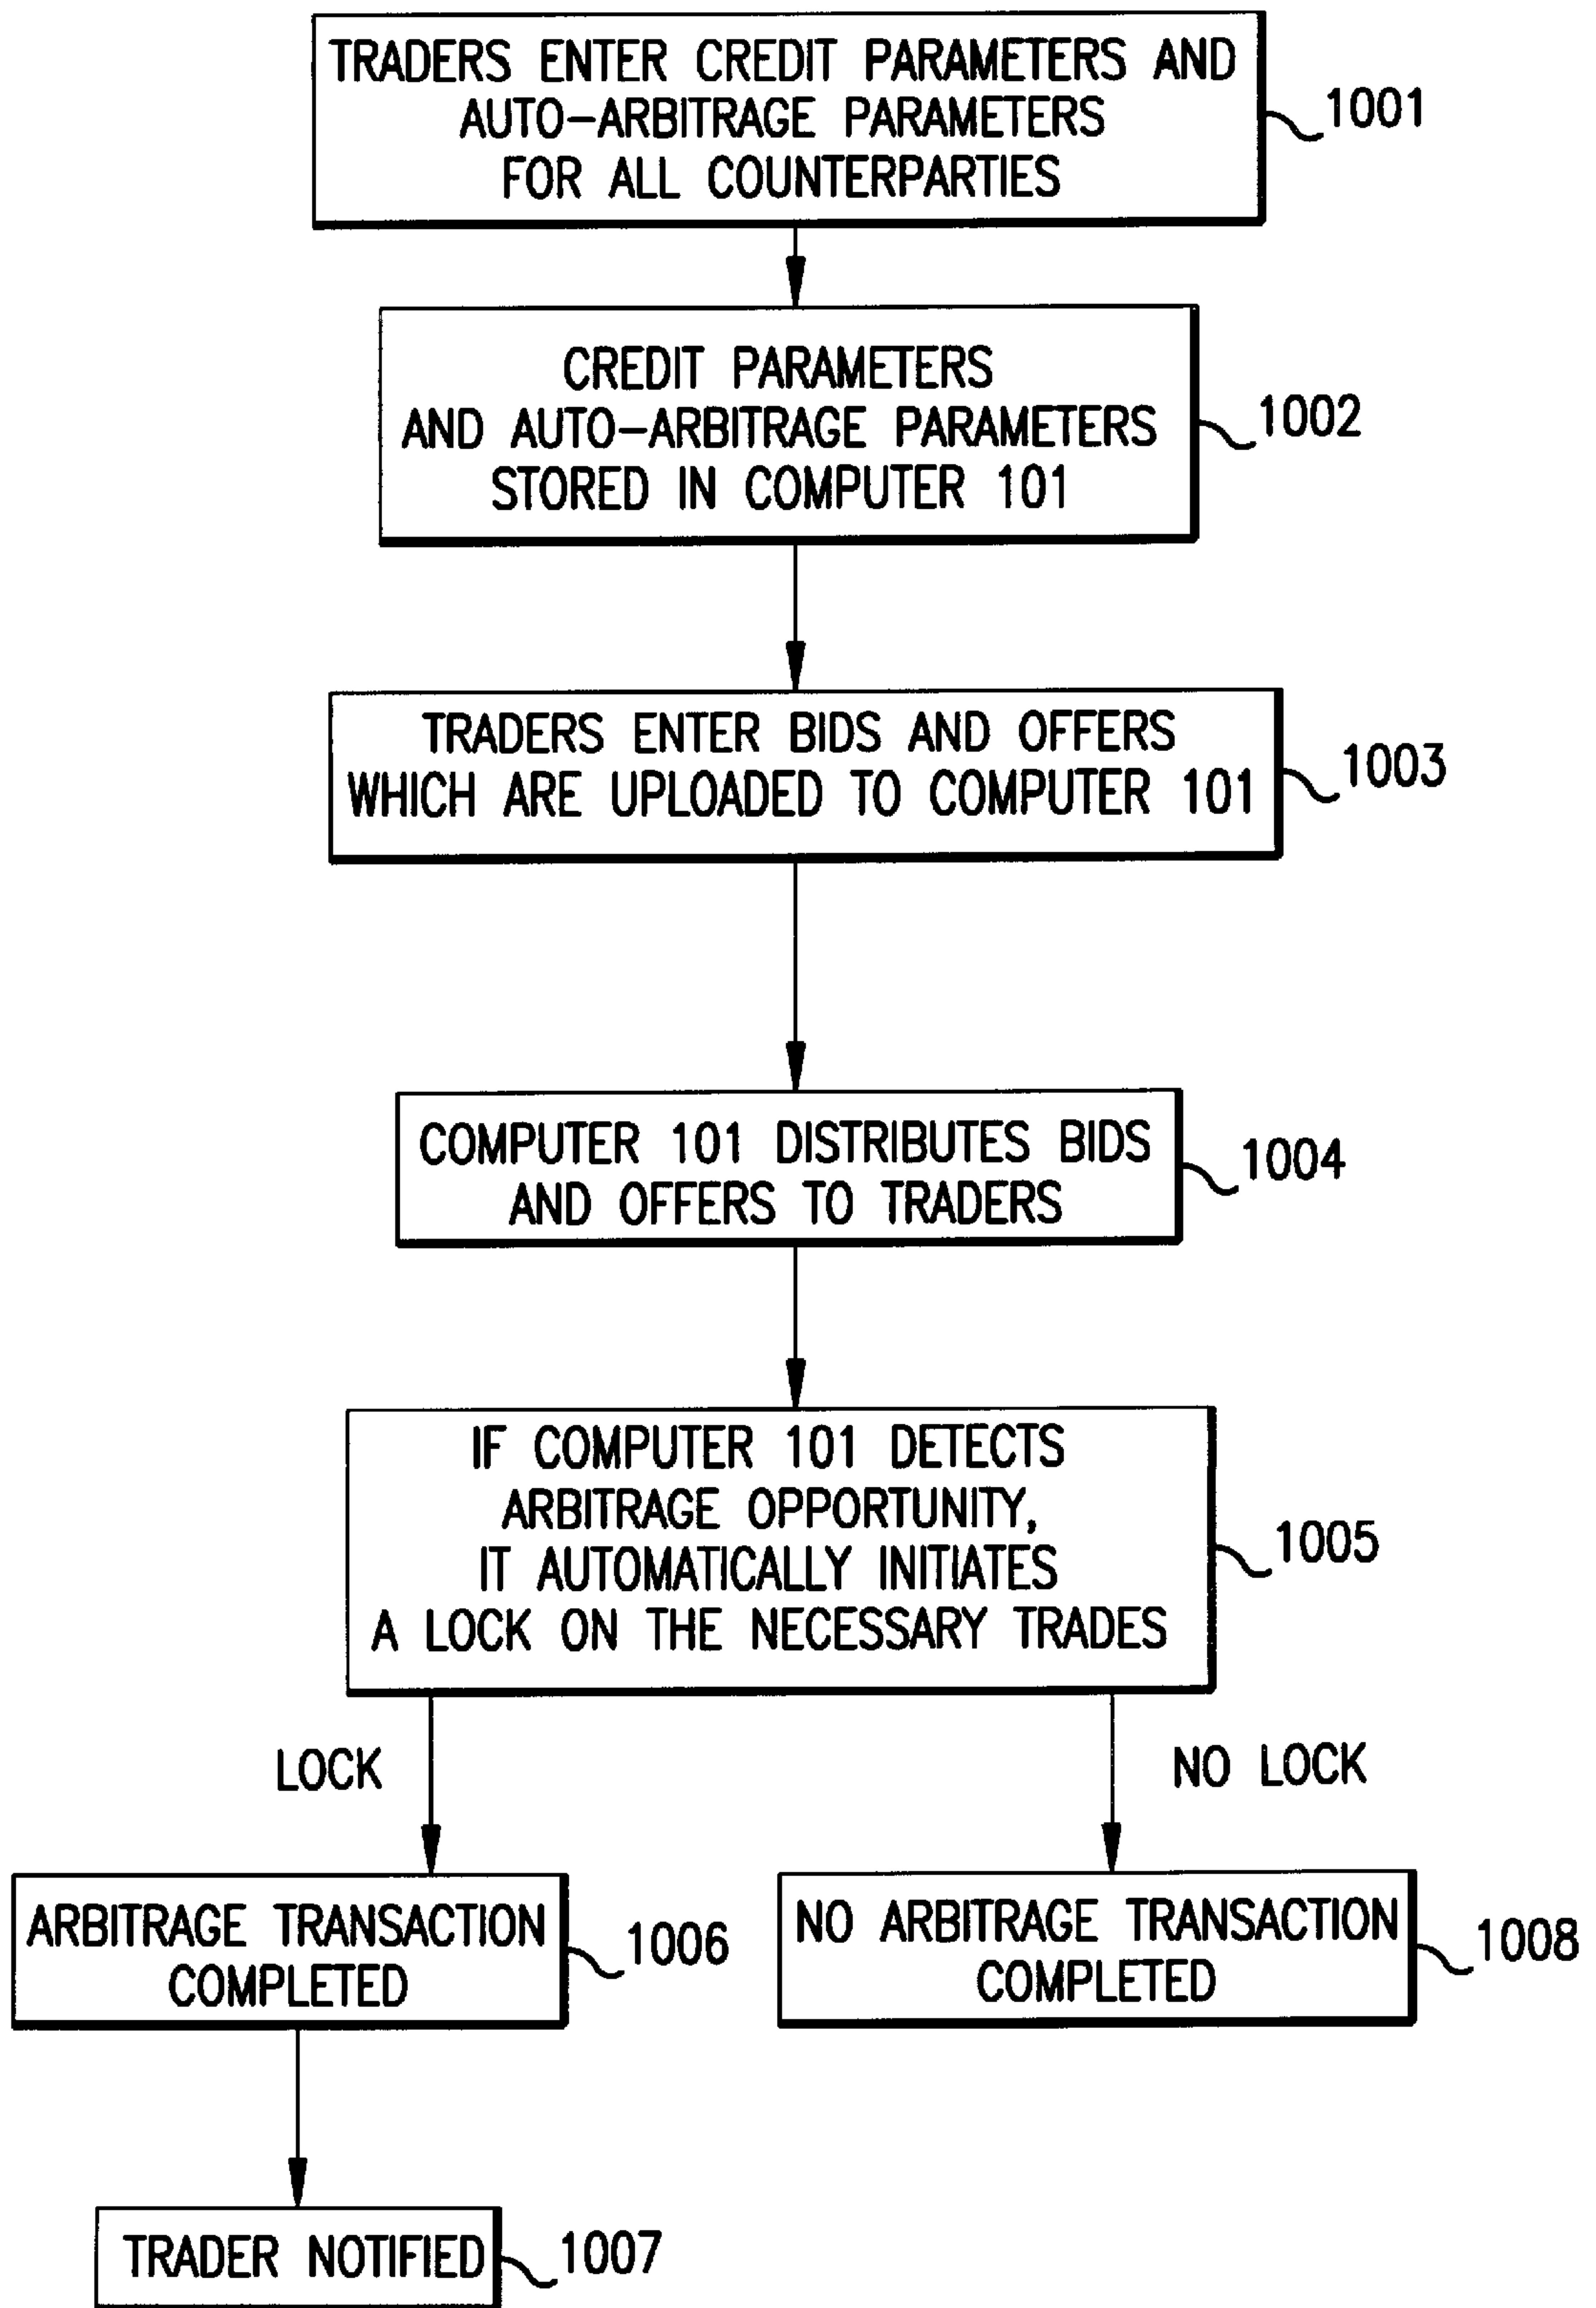 TRADERS ENTER CREDIT PARAMETERS AND
AUTO-ARBITRAGE PARAMETERS
FOR ALL COUNTERPARTIES
1001
CREDIT PARAMETERS
AND AUTO-ARBITRAGE PARAMETERS
STORED IN COMPUTER 101
1002
TRADERS ENTER BIDS AND OFFERS
WHICH ARE UPLOADED TO COMPUTER 101
1003
COMPUTER 101 DISTRIBUTES BIDS
AND OFFERS TO TRADERS
1004
IF COMPUTER 101 DETECTS
ARBITRAGE OPPORTUNITY,
IT AUTOMATICALLY INITIATES
A LOCK ON THE NECESSARY TRADES
1005
LOCK
NO LOCK
ARBITRAGE TRANSACTION
COMPLETED
1006
NO ARBITRAGE TRANSACTION
COMPLETED
1008
TRADER NOTIFIED
1007